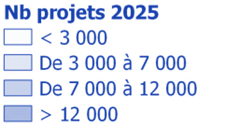 Nb projets 2025
< 3 000
De 3 000 à 7 000
De 7 000 à 12 000
> 12 000